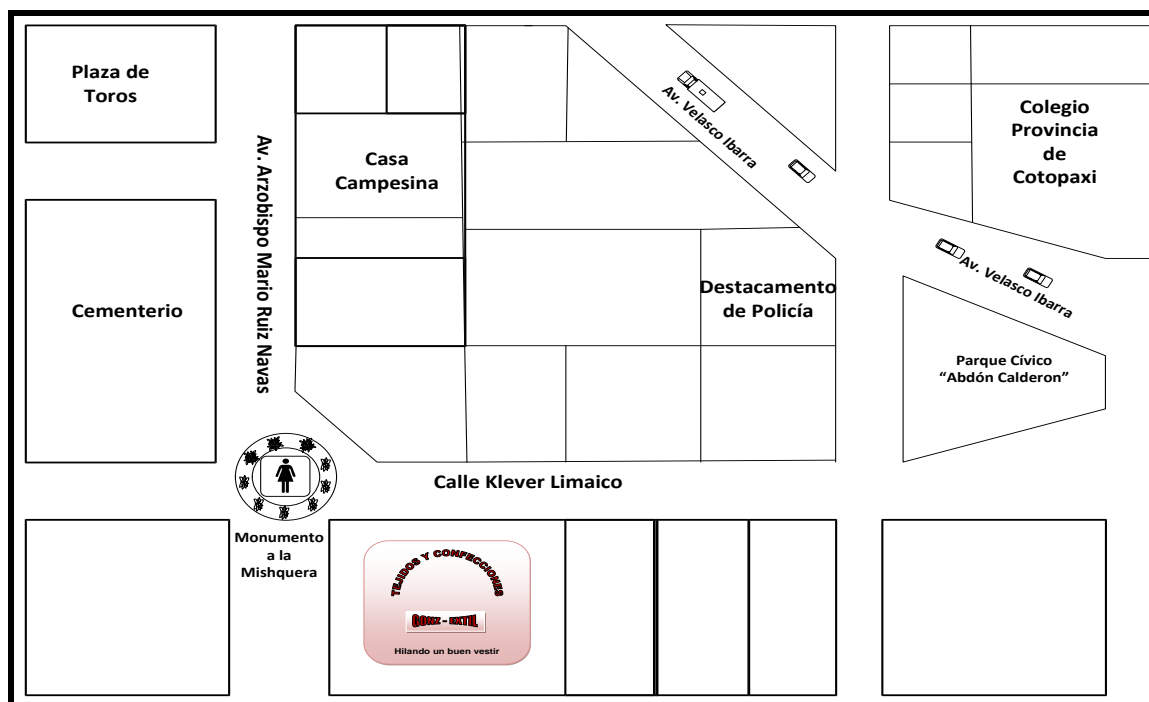 Plaza de
Toros
Av. Arzobispo Mario Ruiz Navas
Casa
Campesina
Av. Velasco Ibarra
Colegio
Provincia
de
Cotopaxi
Cementerio
Destacamento
de Policía
Av. Velasco Ibarra
Parque Cívico
“Abdón Calderon”
Calle Klever Limaico
Monumento
a la
Mishquera
TEJIDOS Y CONFECCIONES
GONZ - EXTIL
Hilando un buen vestir